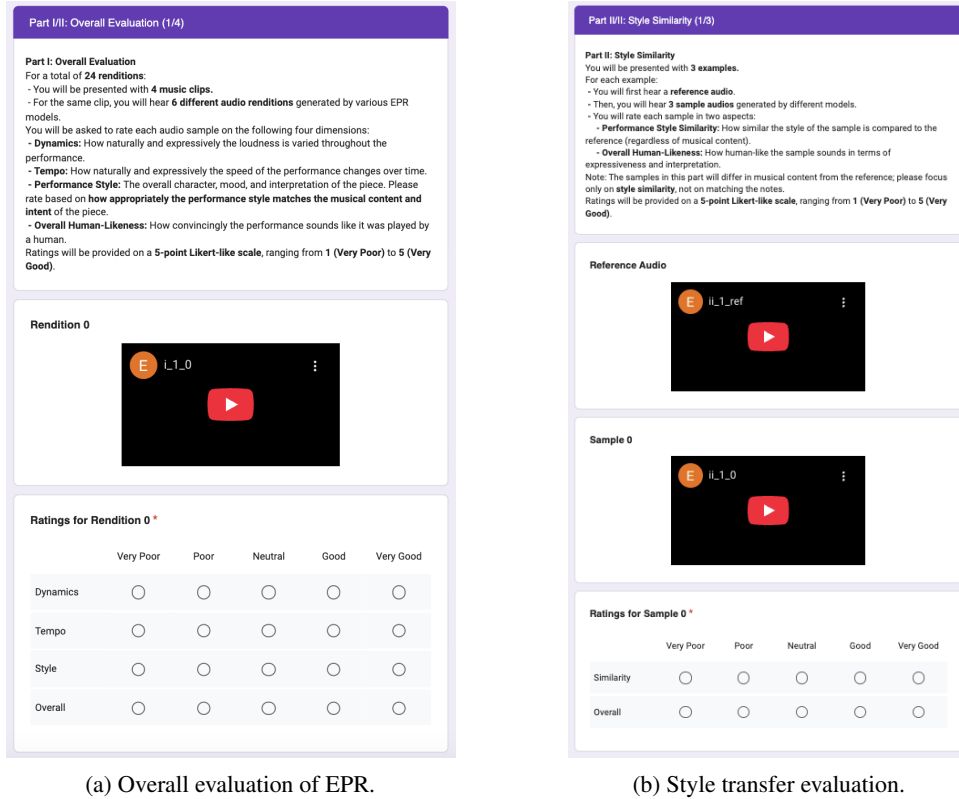 Part I/II: Overall Evaluation (1/4)
Part I: Overall Evaluation
For a total of 24 renditions:
- You will be presented with 4 music clips.
- For the same clip, you will hear 6 different audio renditions generated by various EPR
models.
You will be asked to rate each audio sample on the following four dimensions:
- Dynamics: How naturally and expressively the loudness is varied throughout the
performance.
- Tempo: How naturally and expressively the speed of the performance changes over time.
- Performance Style: The overall character, mood, and interpretation of the piece. Please
rate based on how appropriately the performance style matches the musical content and
intent of the piece.
- Overall Human-Likeness: How convincingly the performance sounds like it was played by
a human.
Ratings will be provided on a 5-point Likert-like scale, ranging from 1 (Very Poor) to 5 (Very
Good).
Rendition 0
E i_1_0
Ratings for Rendition 0 *
Very Poor Poor Neutral Good Very Good
Dynamics
Tempo
Style
Overall
(a) Overall evaluation of EPR.
Part II/II: Style Similarity (1/3)
Part II: Style Similarity
You will be presented with 3 examples.
For each example:
- You will first hear a reference audio.
- Then, you will hear 3 sample audios generated by different models.
- You will rate each sample in two aspects:
- Performance Style Similarity: How similar the style of the sample is compared to the
reference (regardless of musical content).
- Overall Human-Likeness: How human-like the sample sounds in terms of
expressiveness and interpretation.
Note: The samples in this part will differ in musical content from the reference; please focus
only on style similarity, not on matching the notes.
Ratings will be provided on a 5-point Likert-like scale, ranging from 1 (Very Poor) to 5 (Very
Good).
Reference Audio
E ii_1_ref
Sample 0
E ii_1_0
Ratings for Sample 0 *
Very Poor Poor Neutral Good Very Good
Similarity
Overall
(b) Style transfer evaluation.